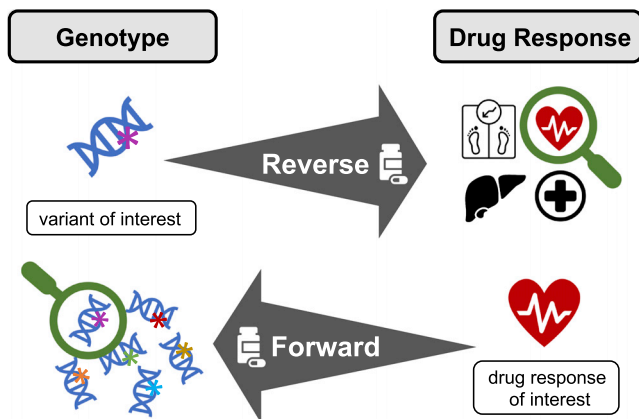 Genotype
Drug Response
Reverse
variant of interest
Forward
drug response
of interest